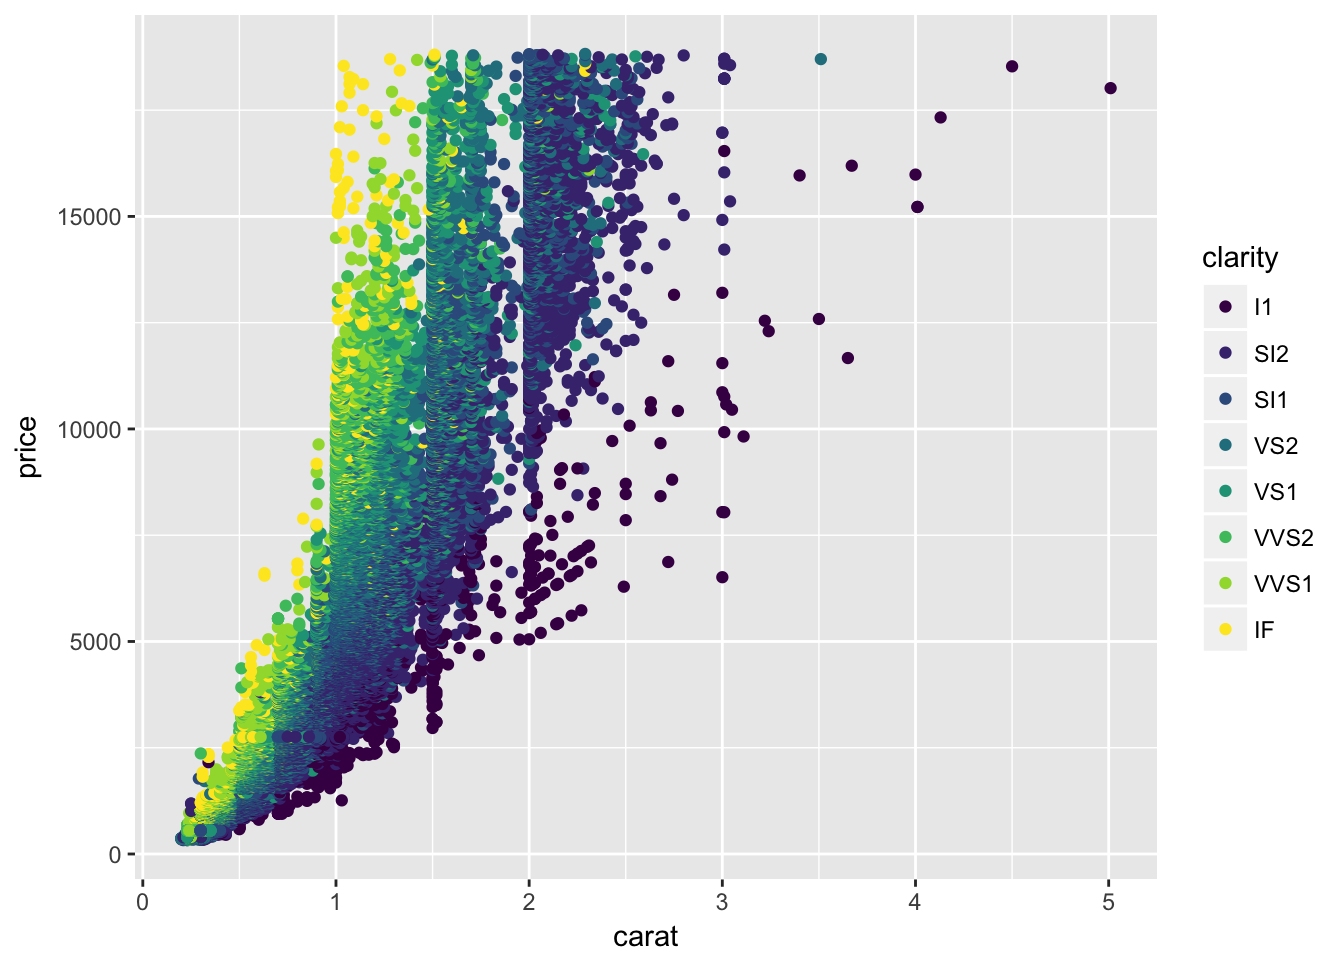 15000
10000
5000
0
price
0 1 2 3 4 5
carat
clarity
I1
SI2
SI1
VS2
VS1
VVS2
VVS1
IF